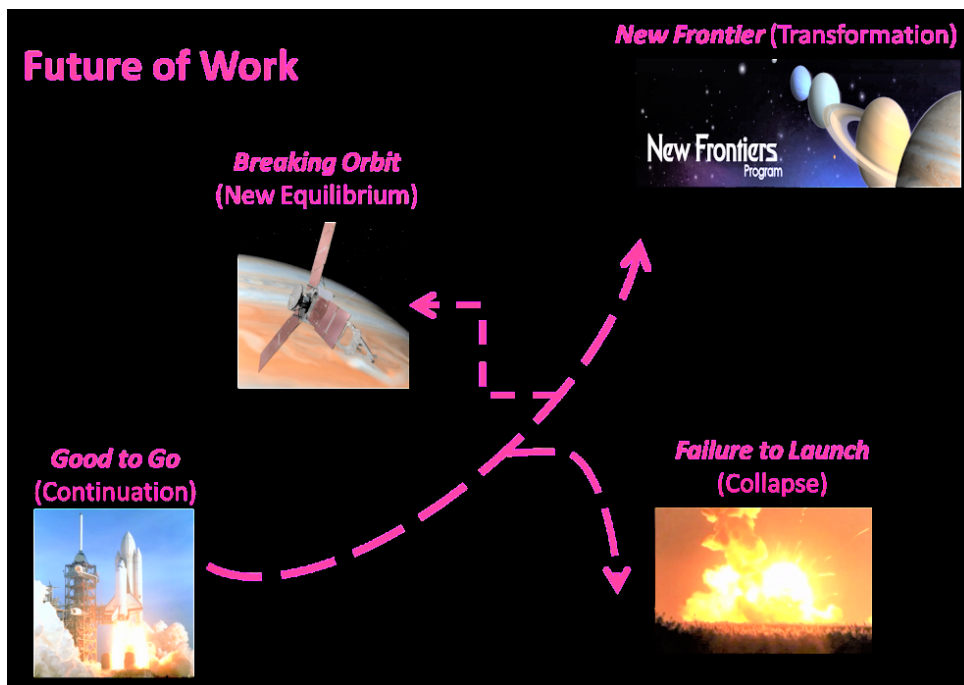 Future of Work
New Frontier (Transformation)
New Frontiers
Program
Breaking Orbit
(New Equilibrium)
Good to Go
(Continuation)
Failure to Launch
(Collapse)